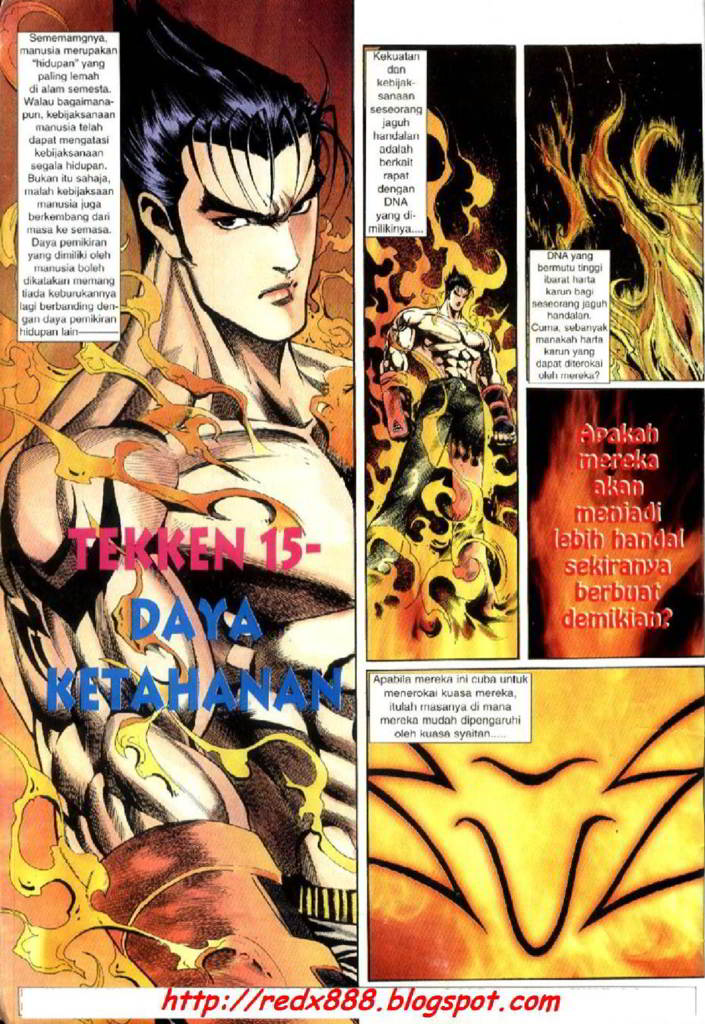 Sememamgnya,
manusia merupakan
"hidupan" yang
paling lemah
di alam semesta.
Walau bagaimana-
pun, kebijaksanaan
manusia telah
dapat mengatasi
kebijaksanaan
segala hidupan.
Bukan itu sahaja,
malah kebijaksaan
manusia juga
berkembang dari
masa ke semasa.
Daya pemikiran
yang dimiliki oleh
manusia boleh
dikatakan memang
tiada keburukannya
lagi berbanding den-
gan daya pemikiran
hidupan lain——
TEKKEN 15-
DAYA
KETAHANAN
Kekuatan
dan
kebijak-
sanaan
seseorang
jaguh
handalan
adalah
berkait
rapat
dengan
DNA
yang di-
milikinya....
DNA yang
bermutu tinggi
ibarat harta
karun bagi
seseorang jaguh
handalan.
Cuma, sebanyak
manakah harta
karun yang
dapat diterokai
oleh mereka?
Apakah
mereka
akan
menjadi
lebih handal
sekiranya
berbuat
demikian?
Apabila mereka ini cuba untuk
menerokai kuasa mereka,
itulah masanya di mana
mereka mudah dipengaruhi
oleh kuasa syaitan.....
http://redx888.blogspot.com